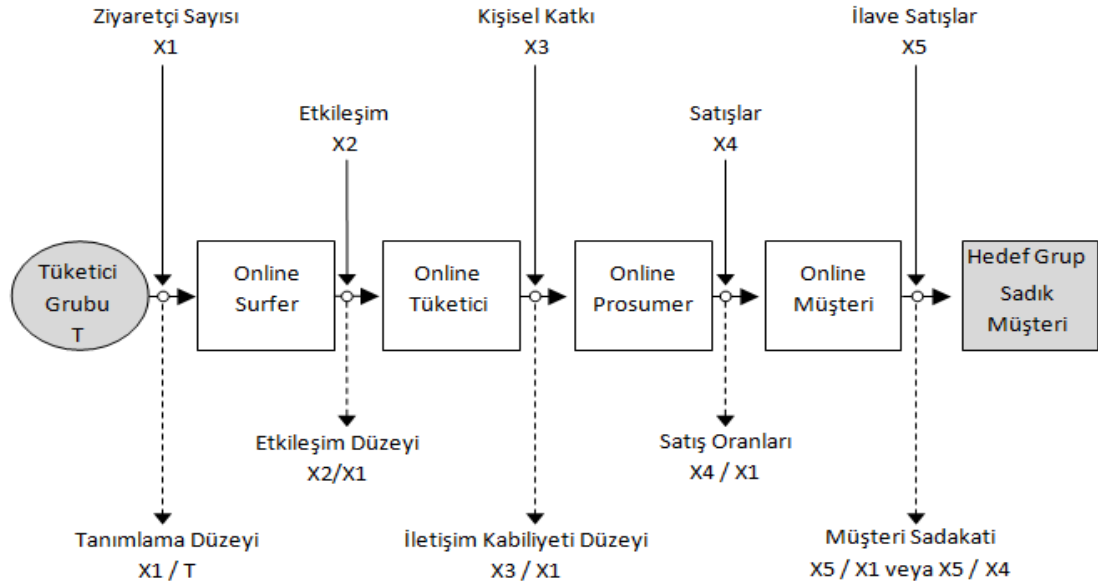 Ziyaretçi Sayısı
X1
Kişisel Katkı
X3
İlave Satışlar
X5
Etkileşim
X2
Satışlar
X4
Tüketici
Grubu
T
Online
Surfer
Online
Tüketici
Online
Prosumer
Online
Müşteri
Hedef Grup
Sadık
Müşteri
Etkileşim Düzeyi
X2/X1
Satış Oranları
X4 / X1
Tanımlama Düzeyi
X1 / T
İletişim Kabiliyeti Düzeyi
X3 / X1
Müşteri Sadakati
X5 / X1 veya X5 / X4